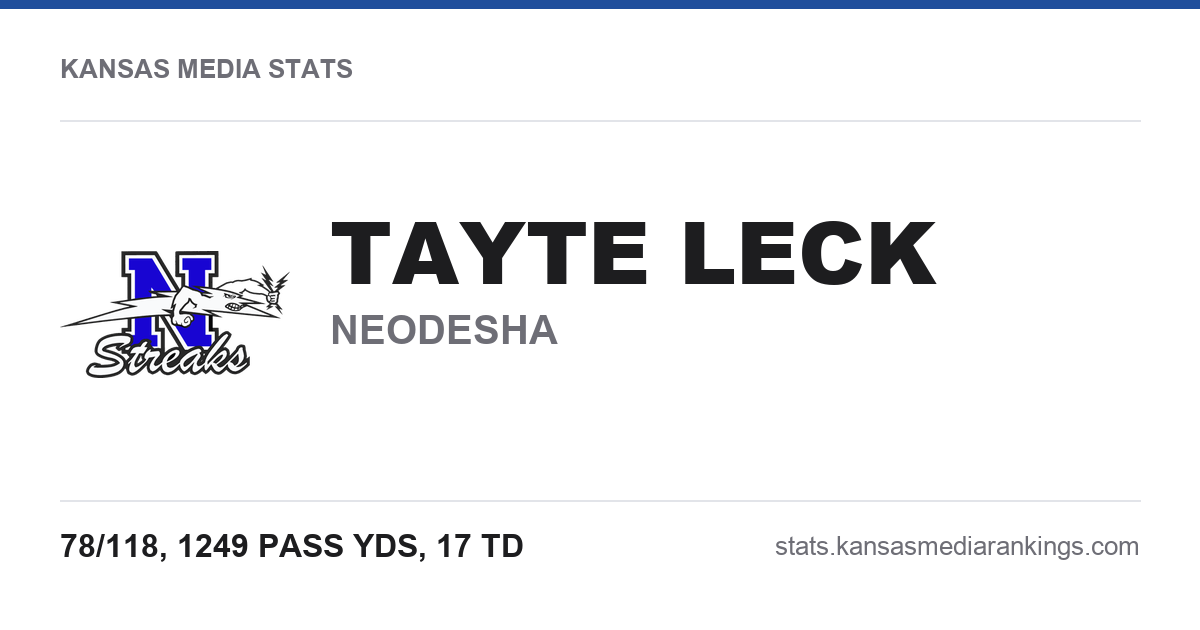 KANSAS MEDIA STATS
TAYTE LECK
NEODESHA
N
Streaks
78/118, 1249 PASS YDS, 17 TD
stats.kansasmediarankings.com